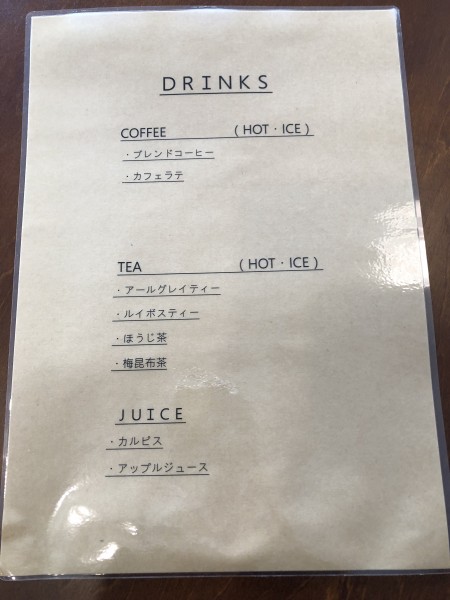 DRINKS
COFFEE (HOT・ICE)
・ブレンドコーヒー
・カフェラテ
TEA (HOT・ICE)
・アールグレイティー
・ルイボスティー
・ほうじ茶
・梅昆布茶
JUICE
・カルピス
・アップルジュース